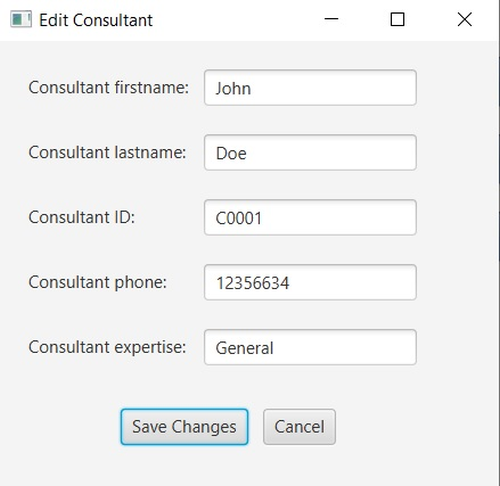 Edit Consultant
Consultant firstname: John
Consultant lastname: Doe
Consultant ID: C0001
Consultant phone: 12356634
Consultant expertise: General
Save Changes Cancel